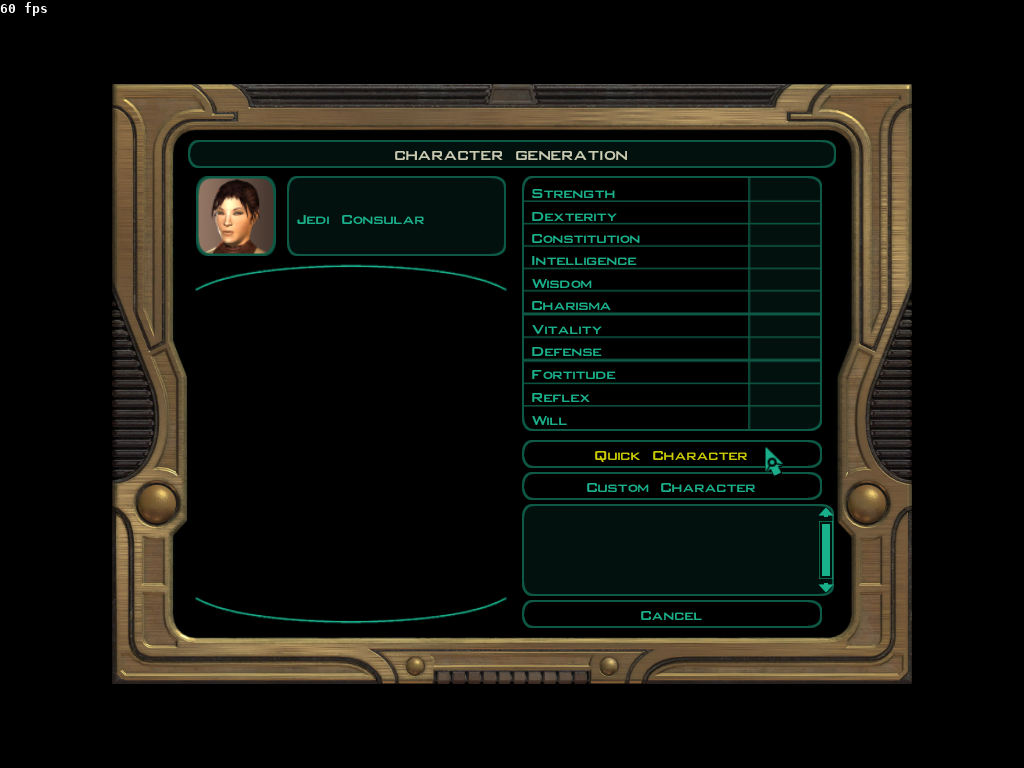 60 fps
CHARACTER GENERATION
JEDI CONSULAR
STRENGTH
DEXTERITY
CONSTITUTION
INTELLIGENCE
WISDOM
CHARISMA
VITALITY
DEFENSE
FORTITUDE
REFLEX
WILL
QUICK CHARACTER
CUSTOM CHARACTER
CANCEL